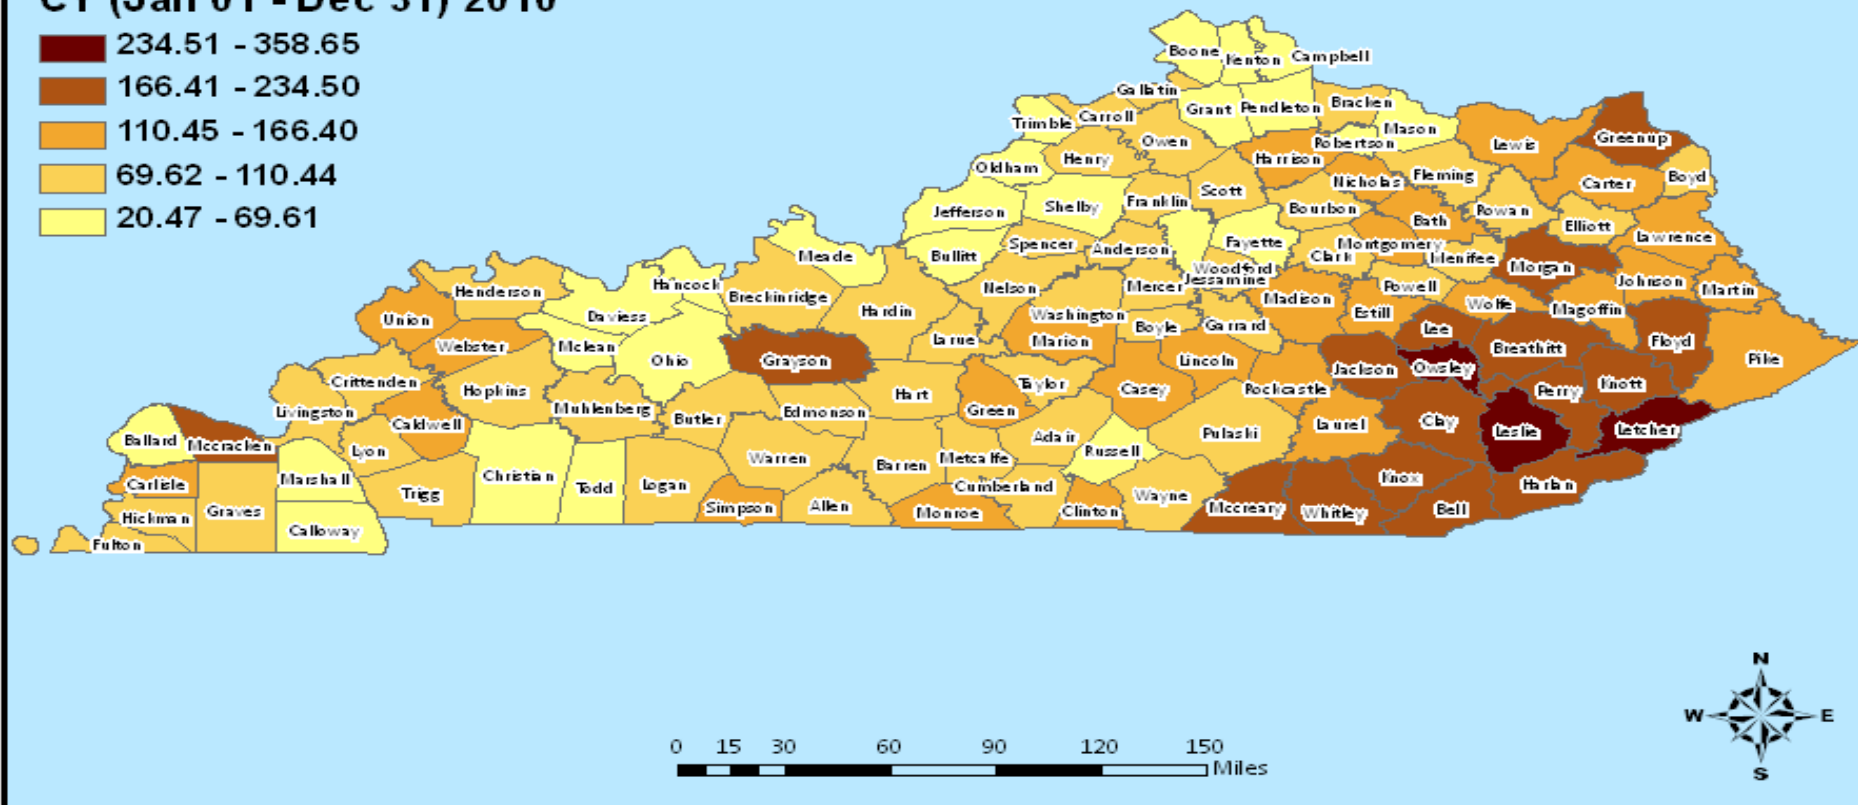 CY (Jan 01 - Dec 31) 2010
234.51 - 358.65
166.41 - 234.50
110.45 - 166.40
69.62 - 110.44
20.47 - 69.61
Boone
Kenton
Campbell
Gallatin
Grant
Pendleton
Bracken
Trimble
Carroll
Owen
Robertson
Mason
Lewis
Greenup
Oldham
Henry
Harrison
Nicholas
Fleming
Carter
Boyd
Jefferson
Shelby
Franklin
Scott
Bourbon
Bath
Rowan
Elliott
Lawrence
Meade
Bullitt
Spencer
Anderson
Woodford
Fayette
Clark
Montgomery
Menifee
Morgan
Johnson
Martin
Henderson
Hancock
Breckinridge
Nelson
Mercer
Jessamine
Madison
Powell
Estill
Wolfe
Magoffin
Union
Daviess
Hardin
Washington
Boyle
Garrard
Lee
Floyd
Pike
Webster
Mclean
Ohio
Grayson
Larue
Marion
Lincoln
Rockcastle
Jackson
Owsley
Breathitt
Knott
Perry
Crittenden
Hopkins
Hart
Taylor
Casey
Livingston
Caldwell
Muhlenberg
Butler
Edmonson
Green
Adair
Russell
Pulaski
Laurel
Clay
Leslie
Letcher
Ballard
Mccracken
Lyon
Warren
Barren
Metcalfe
Cumberland
Wayne
Knox
Harlan
Carlisle
Marshall
Trigg
Christian
Todd
Logan
Simpson
Allen
Monroe
Clinton
Mccreary
Whitley
Bell
Hickman
Graves
Calloway
Fulton
N
W E
S
0 15 30 60 90 120 150
Miles